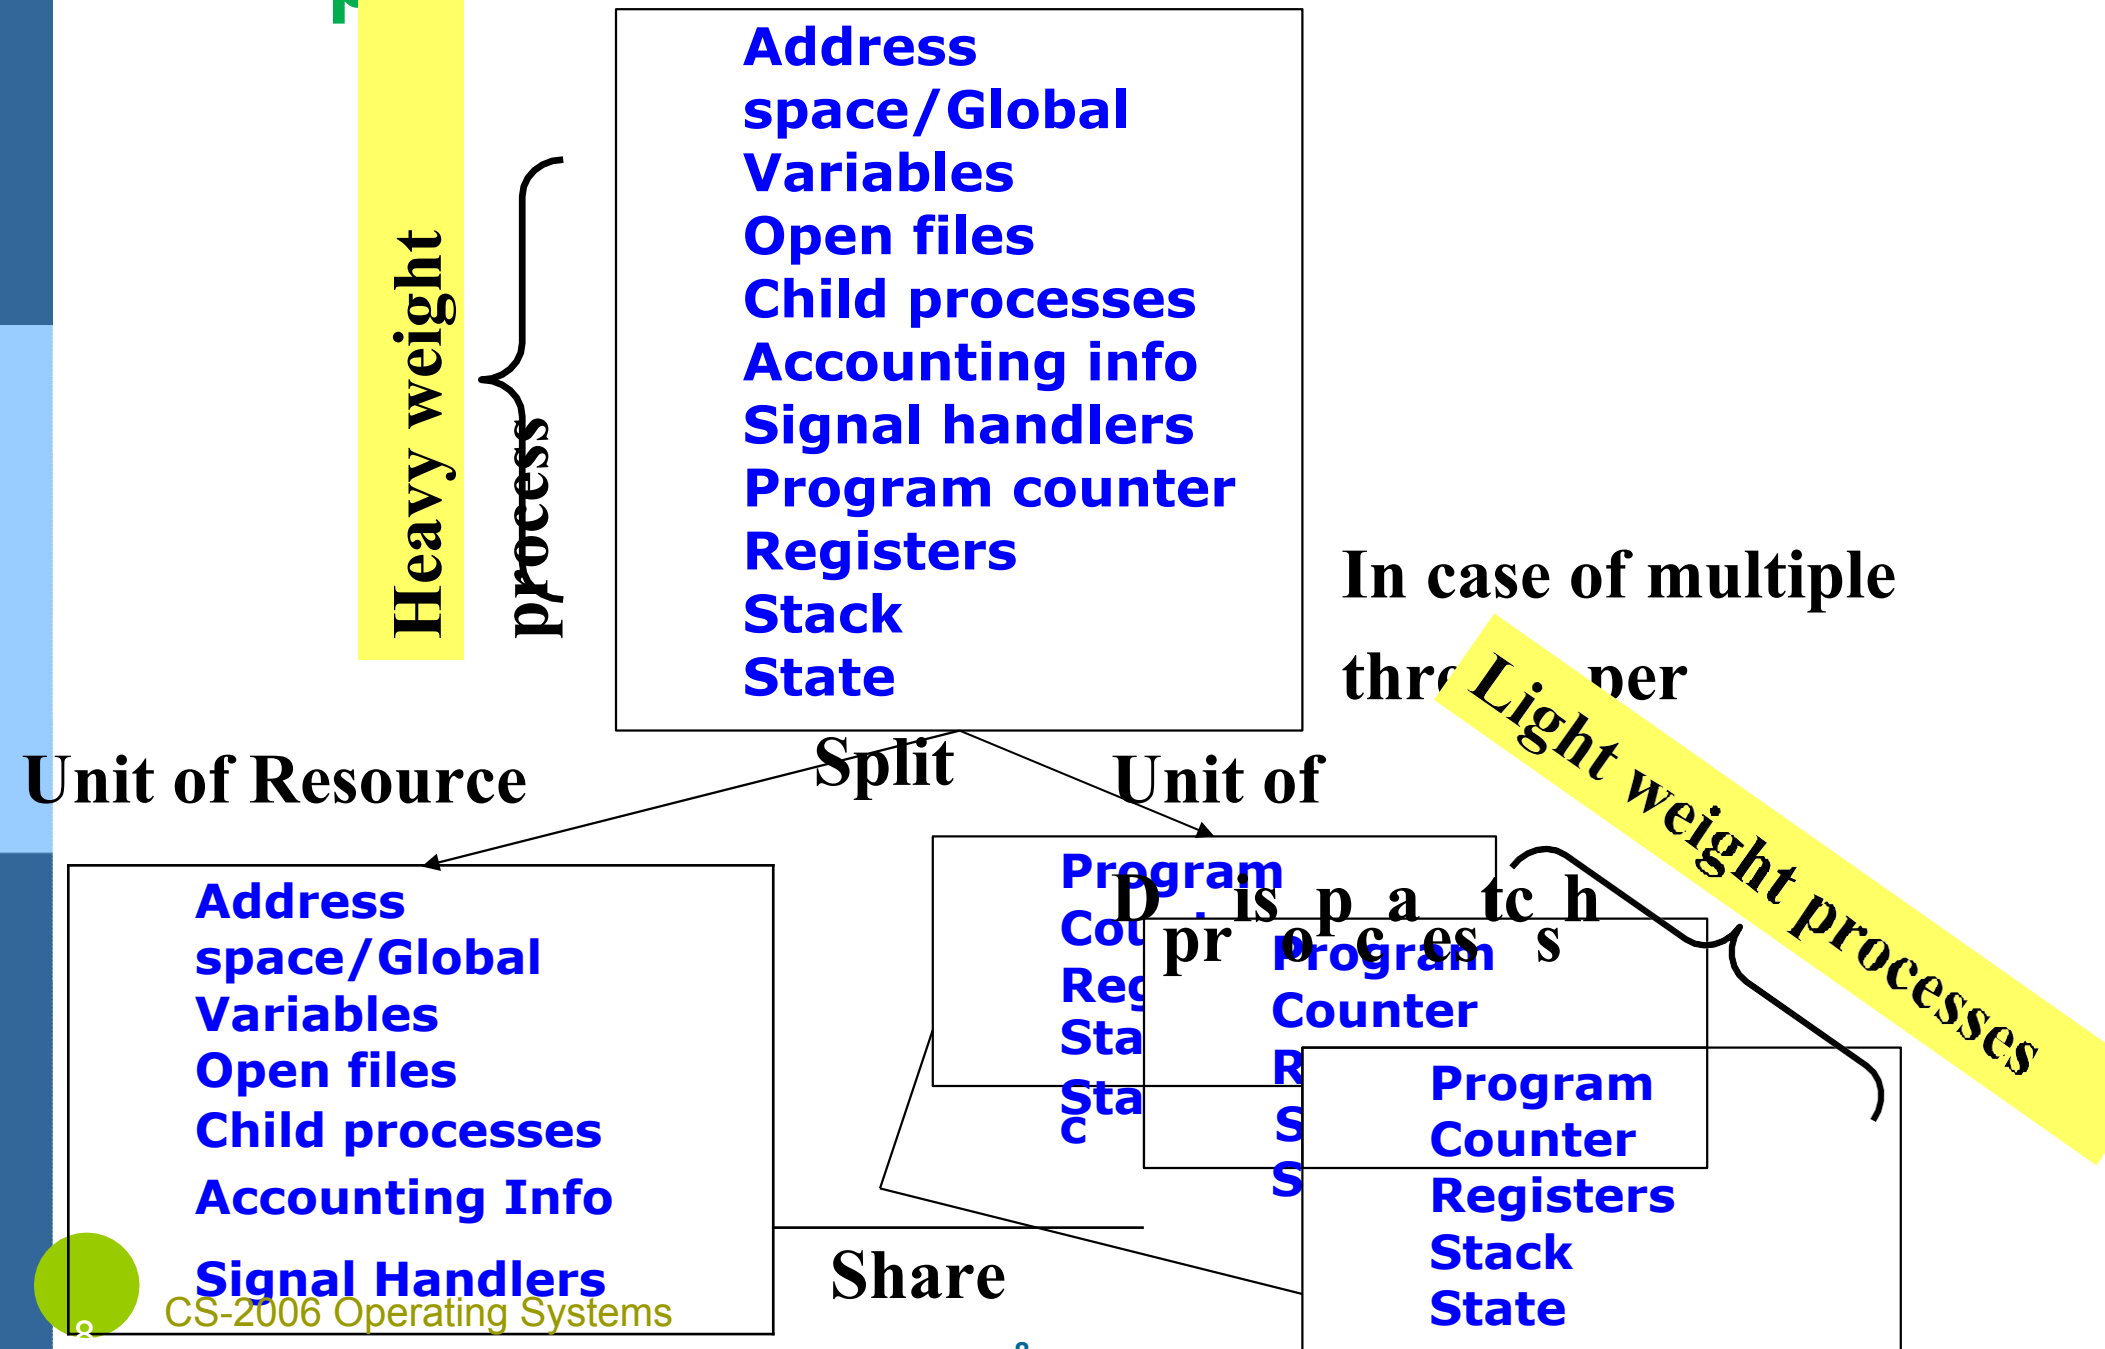 Address
space/Global
Variables
Open files
Child processes
Accounting info
Signal handlers
Program counter
Registers
Stack
State
Heavy weight
process
In case of multiple
per
Light weight processes
Split
Unit of Resource
Unit of
Dispatch
process
Address
space/Global
Variables
Open files
Child processes
Accounting Info
Signal Handlers
Program
Program
Counter
Program
Counter
Registers
Stack
State
Share
CS-2006 Operating Systems
8